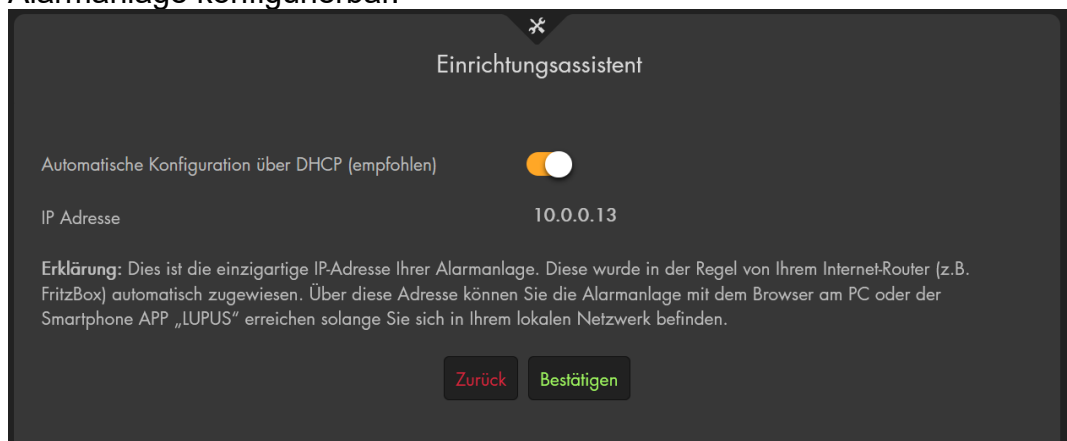 Alarmanlage konfigurierbar.
Einrichtungsassistent
Automatische Konfiguration über DHCP (empfohlen)
IP Adresse 10.0.0.13
Erklärung: Dies ist die einzigartige IP-Adresse Ihrer Alarmanlage. Diese wurde in der Regel von Ihrem Internet-Router (z.B.
FritzBox) automatisch zugewiesen. Über diese Adresse können Sie die Alarmanlage mit dem Browser am PC oder der
Smartphone APP „LUPUS“ erreichen solange Sie sich in Ihrem lokalen Netzwerk befinden.
Zurück Bestätigen